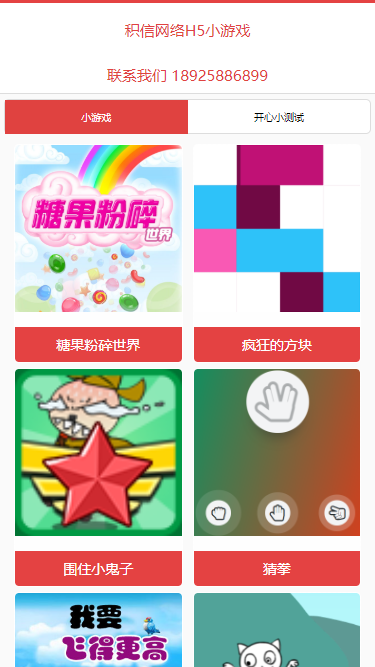 积信网络H5小游戏
联系我们 18925886899
小游戏
开心小测试
糖果粉碎
世界
糖果粉碎世界
疯狂的方块
围住小鬼子
猜拳
我要
飞得更高